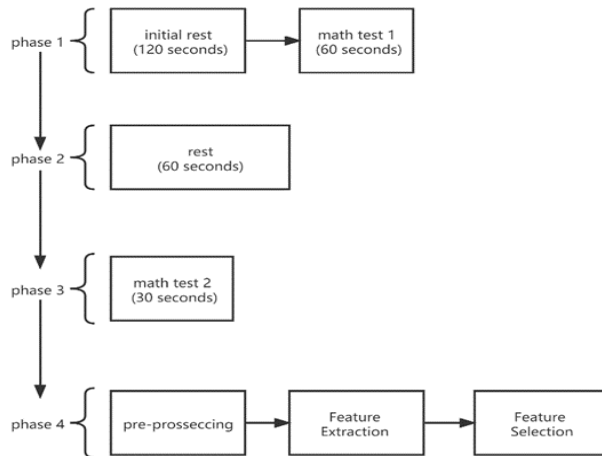 phase 1
initial rest
(120 seconds)
math test 1
(60 seconds)
phase 2
rest
(60 seconds)
phase 3
math test 2
(30 seconds)
phase 4
pre-prosseccing
Feature
Extraction
Feature
Selection